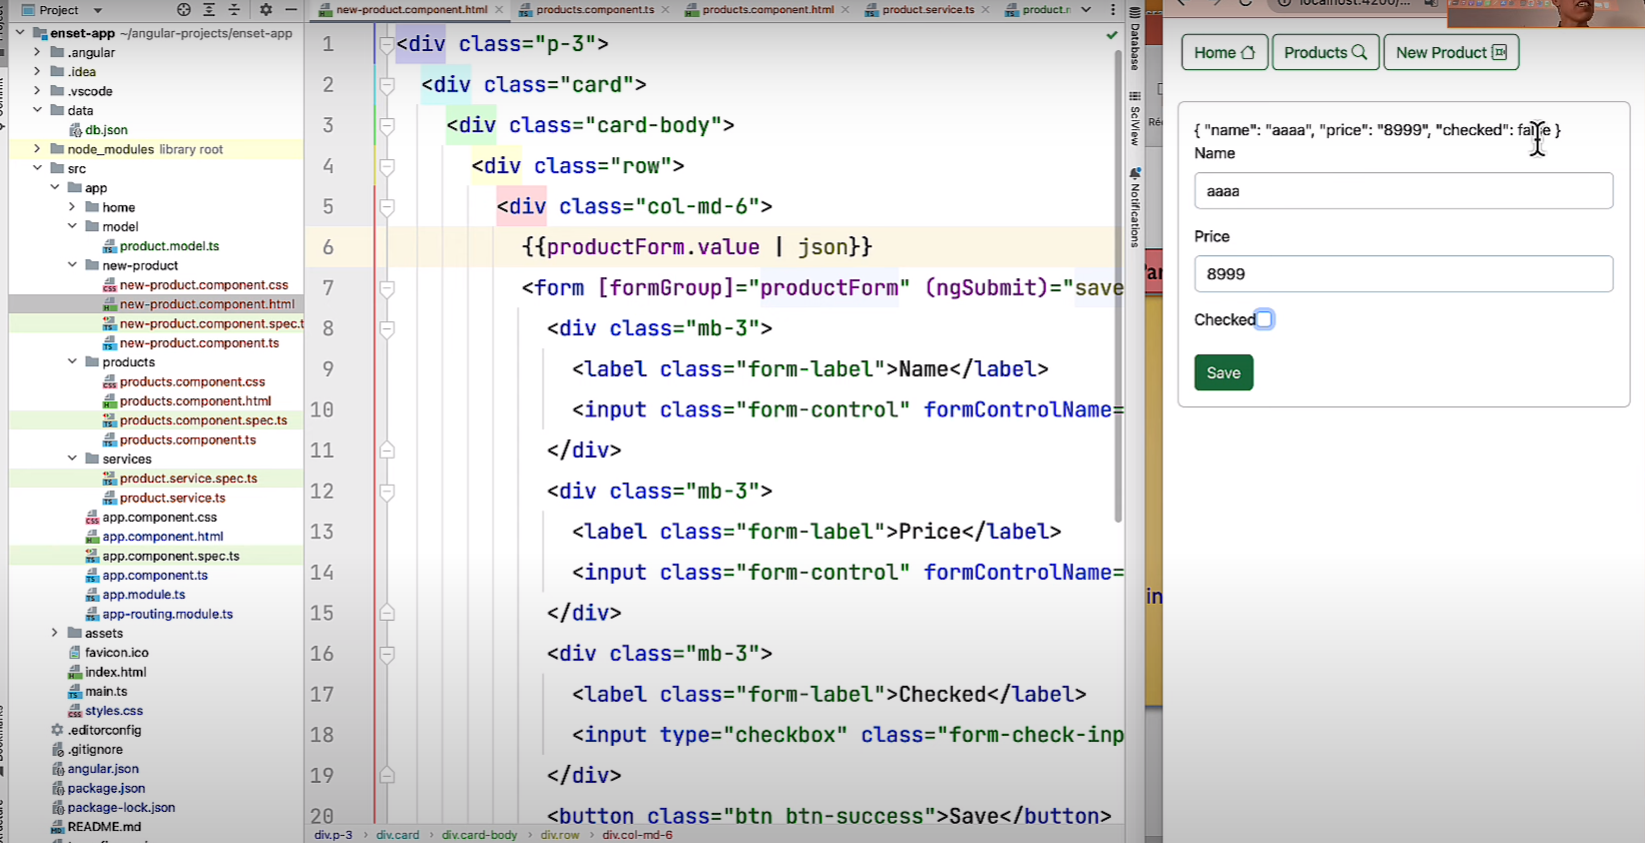 Project
new-product.component.html
products.component.ts
products.component.html
product.service.ts
enset-app ~/angular-projects/enset-app
.angular
.idea
.vscode
data
db.json
node_modules library root
src
app
home
model
product.model.ts
new-product
new-product.component.css
new-product.component.html
new-product.component.spec.t
new-product.component.ts
products
products.component.css
products.component.html
products.component.spec.ts
products.component.ts
services
product.service.spec.ts
product.service.ts
app.component.css
app.component.html
app.component.spec.ts
app.component.ts
app.module.ts
app-routing.module.ts
assets
favicon.ico
index.html
main.ts
styles.css
.editorconfig
.gitignore
angular.json
package.json
package-lock.json
README.md
1 <div class="p-3">
2 <div class="card">
3 <div class="card-body">
4 <div class="row">
5 <div class="col-md-6">
6 {{productForm.value | json}}
7 <form [formGroup]="productForm" (ngSubmit)="save
8 <div class="mb-3">
9 <label class="form-label">Name</label>
10 <input class="form-control" formControlName=
11 </div>
12 <div class="mb-3">
13 <label class="form-label">Price</label>
14 <input class="form-control" formControlName=
15 </div>
16 <div class="mb-3">
17 <label class="form-label">Checked</label>
18 <input type="checkbox" class="form-check-inp
19 </div>
20 <button class="btn btn-success">Save</button>
div.p-3 › div.card › div.card-body › div.row › div.col-md-6
Database
SciView
Notifications
Home
Products
New Product
{ "name": "aaaa", "price": "8999", "checked": false }
Name
aaaa
Price
8999
Checked
Save